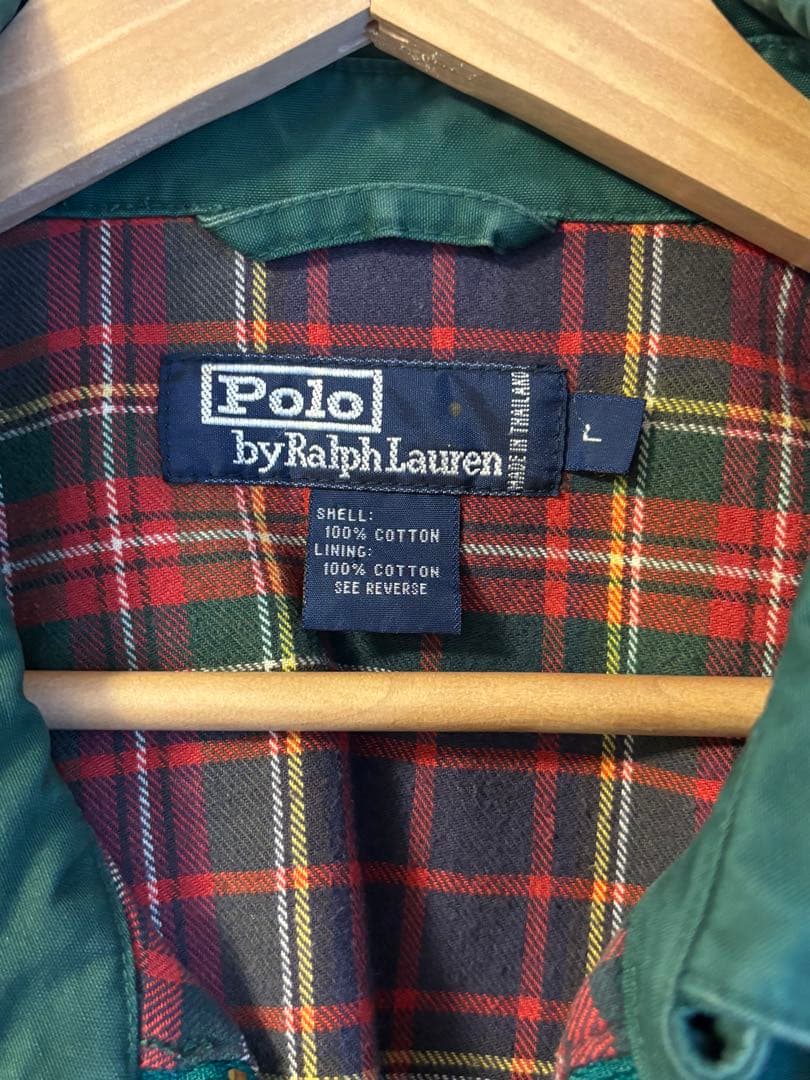 Polo
by Ralph Lauren
MADE IN THAILAND
L
SHELL:
100% COTTON
LINING:
100% COTTON
SEE REVERSE